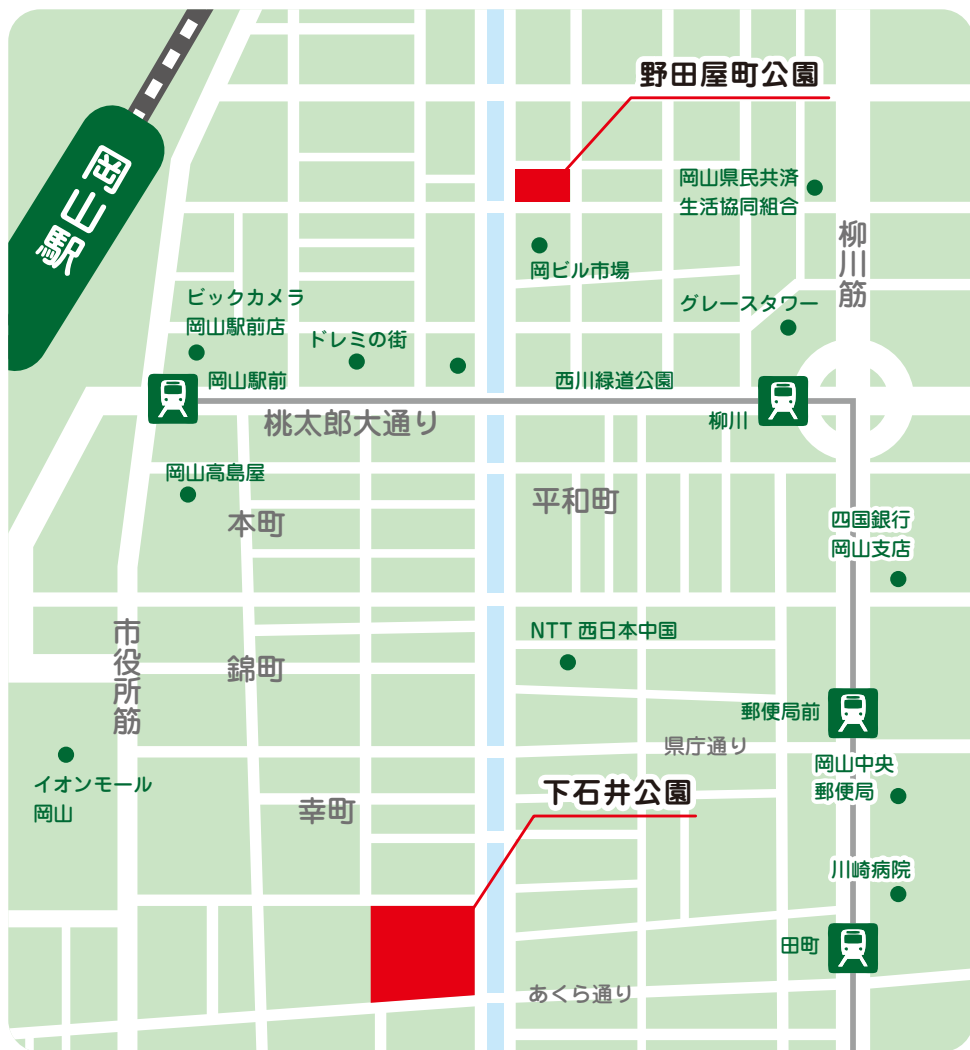 野田屋町公園
岡山駅
岡山県民共済
生活協同組合
柳川筋
岡ビル市場
ビックカメラ
岡山駅前店
グレースタワー
ドレミの街
岡山駅前
西川緑道公園
桃太郎大通り
柳川
岡山高島屋
本町
平和町
四国銀行
岡山支店
市役所筋
NTT 西日本中国
錦町
郵便局前
県庁通り
岡山中央
郵便局
イオンモール
岡山
下石井公園
幸町
川崎病院
田町
あくら通り